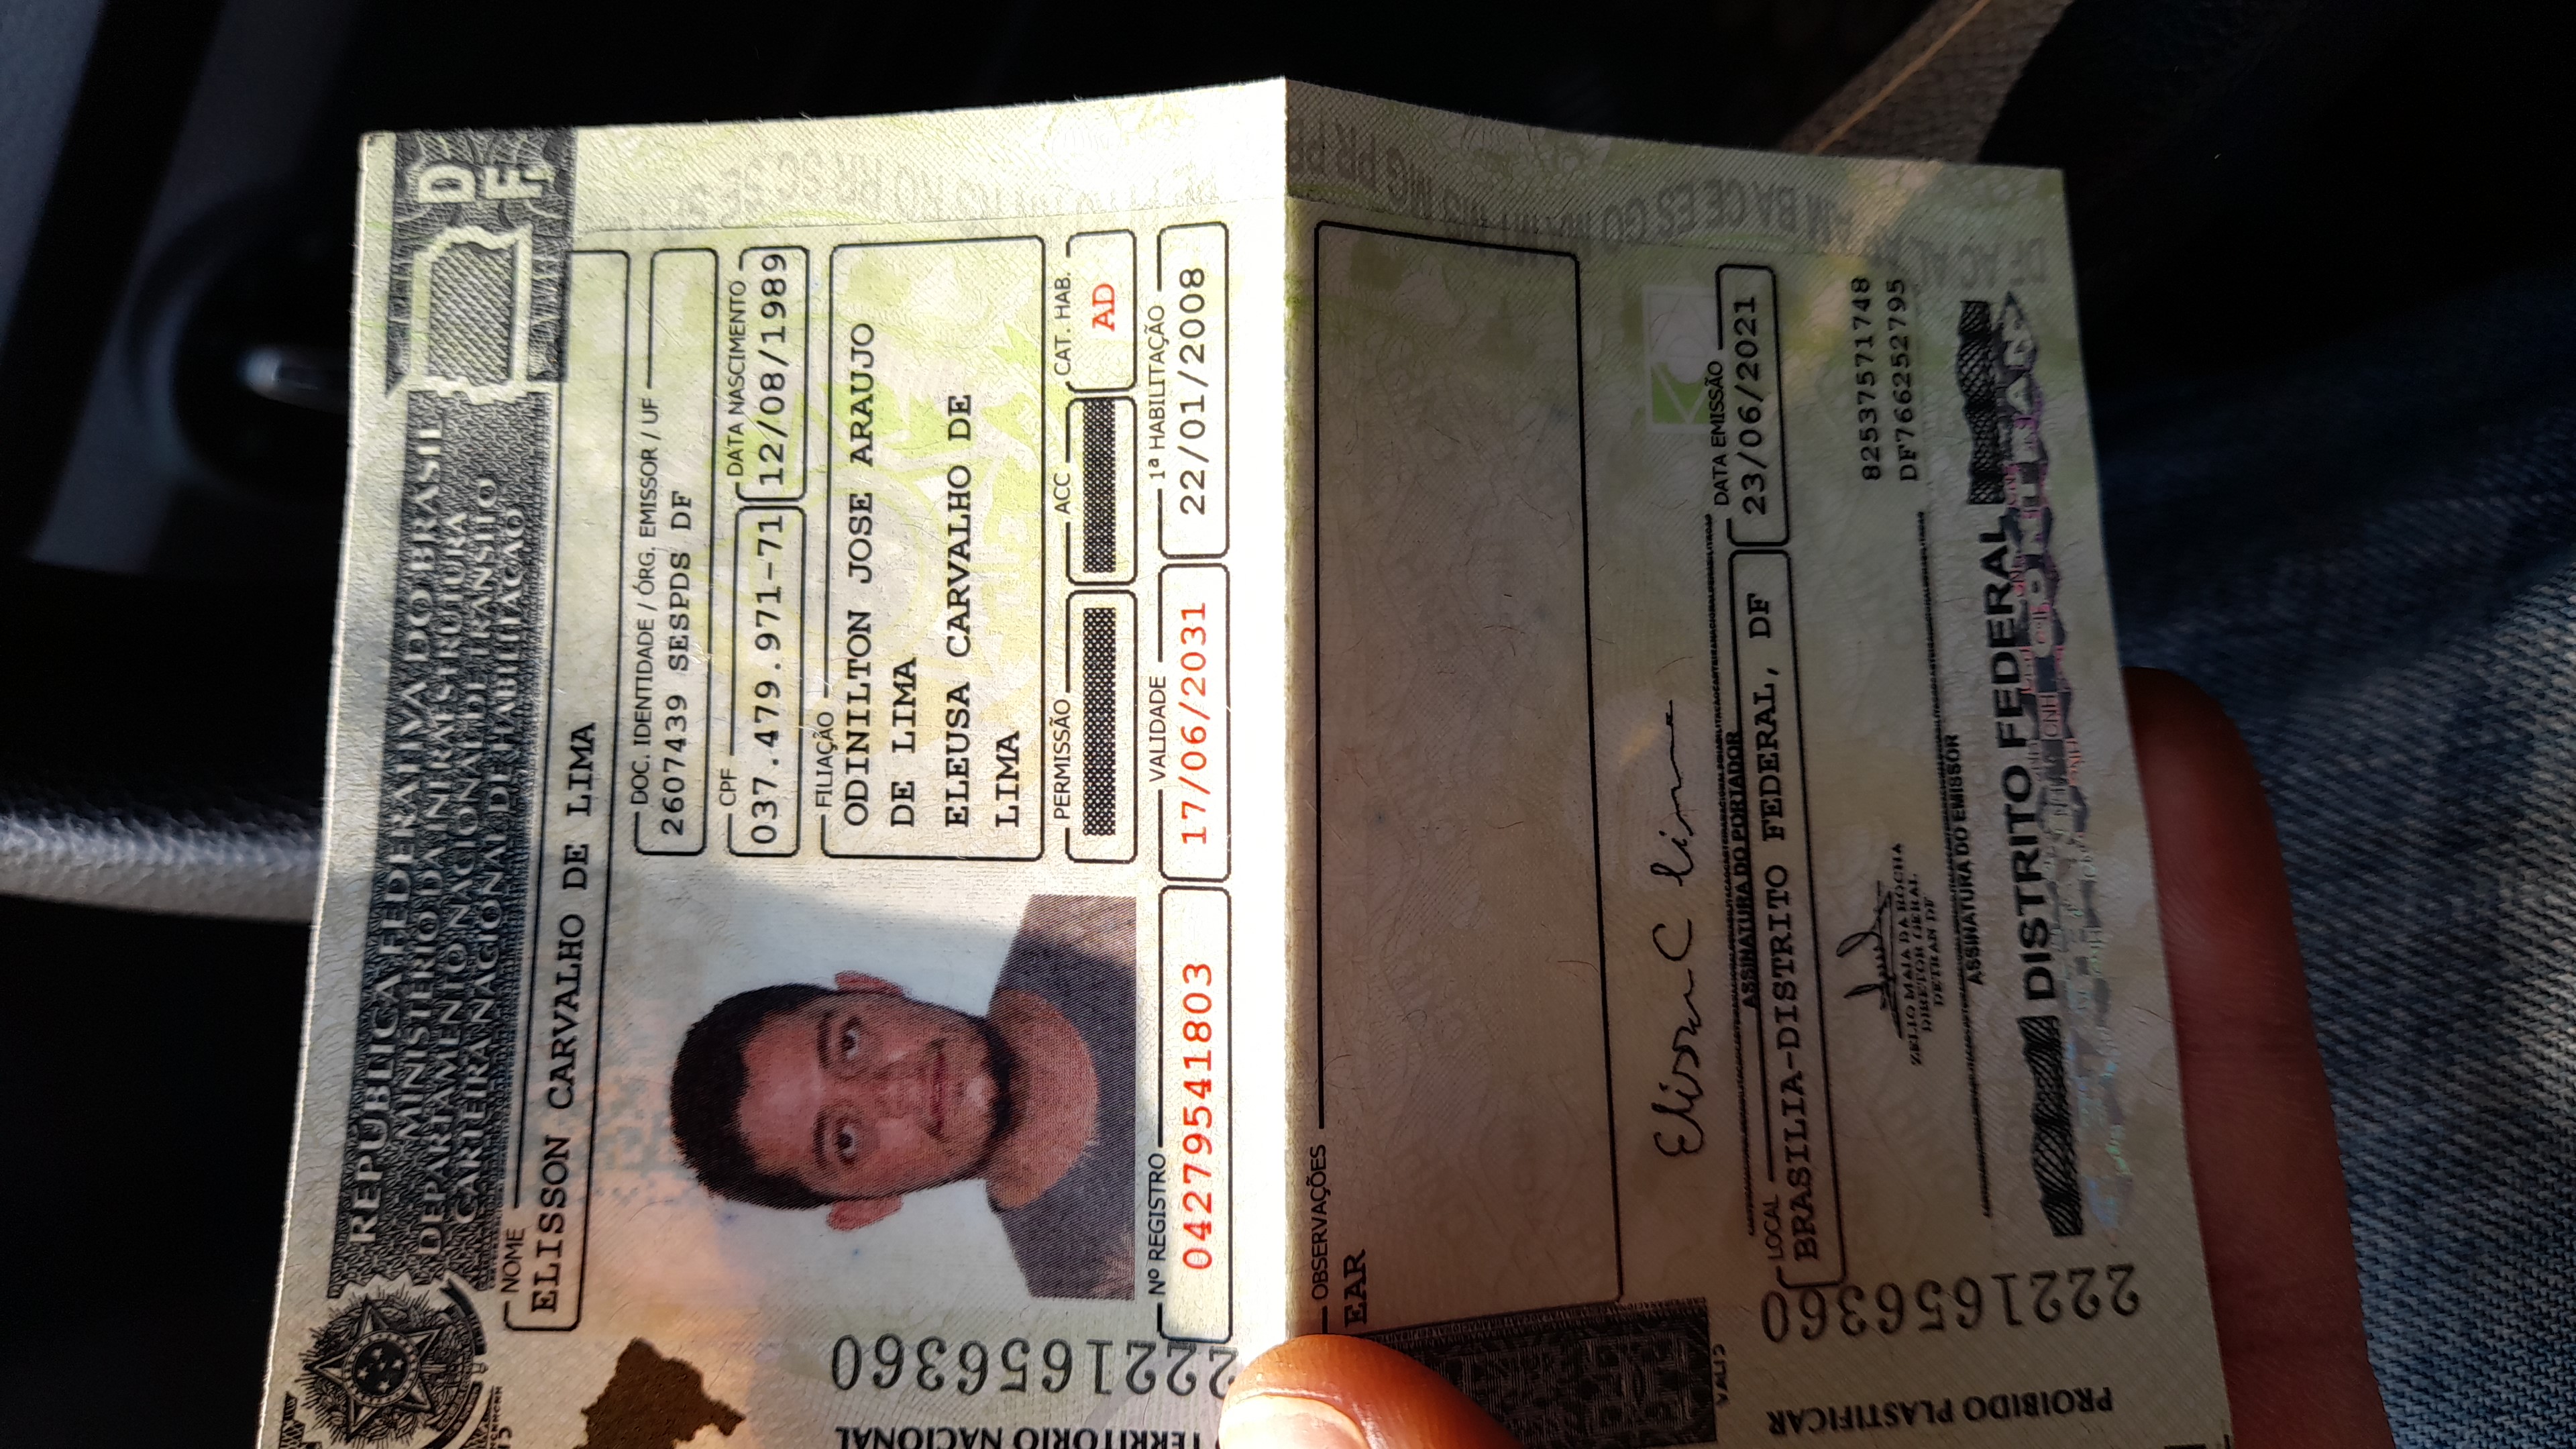 REPÚBLICA FEDERATIVA DO BRASIL
MINISTÉRIO DA INFRAESTRUTURA
DEPARTAMENTO NACIONAL DE TRÂNSITO
CARTEIRA NACIONAL DE HABILITAÇÃO
DF
NOME
ELISSON CARVALHO DE LIMA
DOC. IDENTIDADE / ÓRG. EMISSOR / UF
2607439 SESPDS DF
CPF
037.479.971-71
DATA NASCIMENTO
12/08/1989
FILIAÇÃO
ODINILTON JOSE ARAUJO
DE LIMA
ELEUSA CARVALHO DE
LIMA
PERMISSÃO
ACC
CAT. HAB.
AD
Nº REGISTRO
04279541803
VALIDADE
17/06/2031
1ª HABILITAÇÃO
22/01/2008
TERRITÓRIO NACIONAL
2221656360
OBSERVAÇÕES
EAR
Elisson C Lima
ASSINATURA DO PORTADOR
LOCAL
BRASILIA-DISTRITO FEDERAL, DF
DATA EMISSÃO
23/06/2021
ZELIO MAIA DA ROCHA
DIRETOR GERAL
DETRAN DF
82537571748
DF766252795
ASSINATURA DO EMISSOR
DISTRITO FEDERAL
CONTRAN
PROIBIDO PLASTIFICAR
2221656360